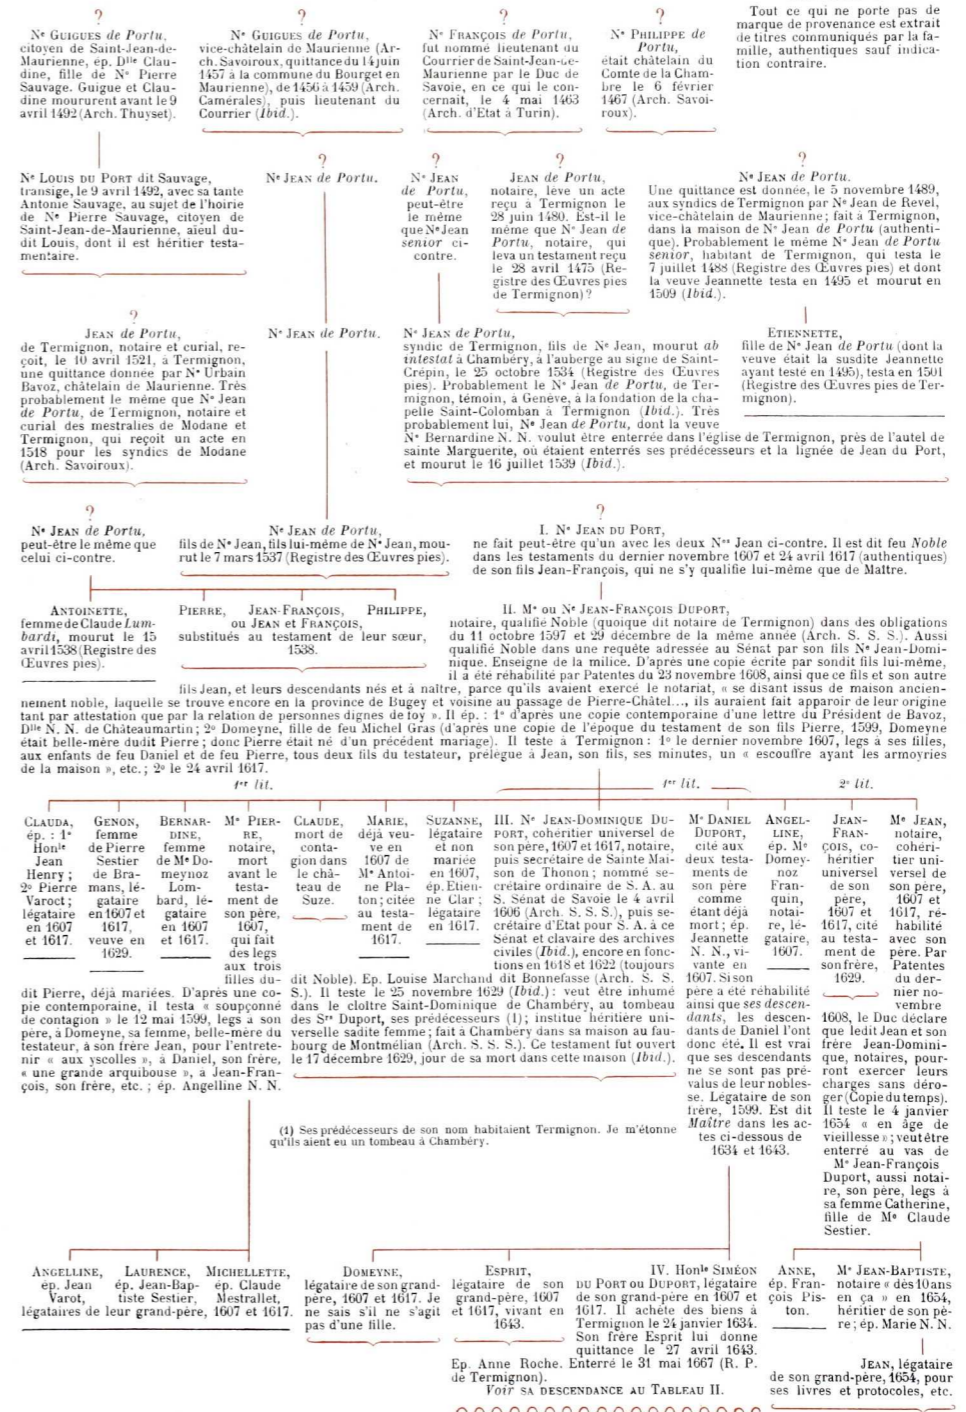 Tout ce qui ne porte pas de
marque de provenance est extrait
de titres communiqués par la fa-
mille, authentiques sauf indica-
tion contraire.
?
Nᵉ GUIGUES de Portu,
citoyen de Saint-Jean-de-
Maurienne, ép. Dˡˡᵉ Clau-
dine, fille de Nᵉ Pierre
Sauvage. Guigue et Clau-
dine moururent avant le 9
avril 1492 (Arch. Thuyset).
?
Nᵉ GUIGUES de Portu,
vice-châtelain de Maurienne (Ar-
ch. Savoiroux, quittance du 14 juin
1457 à la commune du Bourget en
Maurienne), de 1456 à 1459 (Arch.
Camérales), puis lieutenant du
Courrier (Ibid.).
?
Nᵉ FRANÇOIS de Portu,
fut nommé lieutenant du
Courrier de Saint-Jean-de-
Maurienne par le Duc de
Savoie, en ce qui le con-
cernait, le 4 mai 1463
(Arch. d'Etat à Turin).
?
Nᵉ PHILIPPE de
Portu,
était châtelain du
Comte de la Cham-
bre le 6 février
1467 (Arch. Savoi-
roux).
Nᵉ LOUIS DU PORT dit Sauvage,
transige, le 9 avril 1492, avec sa tante
Antonie Sauvage, au sujet de l'hoirie
de Nᵉ Pierre Sauvage, citoyen de
Saint-Jean-de-Maurienne, aïeul du-
dit Louis, dont il est héritier testa-
mentaire.
?
Nᵉ JEAN de Portu.
?
Nᵉ JEAN
de Portu,
peut-être
le même
que Nᵉ Jean
senior ci-
contre.
?
JEAN de Portu,
notaire, lève un acte
reçu à Termignon le
28 juin 1480. Est-il le
même que Nᵉ Jean de
Portu, notaire, qui
leva un testament reçu
le 28 avril 1475 (Re-
gistre des Œuvres pies
de Termignon) ?
?
Nᵉ JEAN de Portu.
Une quittance est donnée, le 5 novembre 1489,
aux syndics de Termignon par Nᵉ Jean de Revel,
vice-châtelain de Maurienne ; fait à Termignon,
dans la maison de Nᵉ Jean de Portu (authenti-
que). Probablement le même Nᵉ Jean de Portu
senior, habitant de Termignon, qui testa le
7 juillet 1488 (Registre des Œuvres pies) et dont
la veuve Jeannette testa en 1495 et mourut en
1509 (Ibid.).
?
JEAN de Portu,
de Termignon, notaire et curial, re-
çoit, le 10 avril 1521, à Termignon,
une quittance donnée par Nᵉ Urbain
Bavoz, châtelain de Maurienne. Très
probablement le même que Nᵉ Jean
de Portu, de Termignon, notaire et
curial des mestralies de Modane et
Termignon, qui reçoit un acte en
1518 pour les syndics de Modane
(Arch. Savoiroux).
Nᵉ JEAN de Portu.
Nᵉ JEAN de Portu,
syndic de Termignon, fils de Nᵉ Jean, mourut ab
intestat à Chambéry, à l'auberge au signe de Saint-
Crépin, le 25 octobre 1534 (Registre des Œuvres
pies). Probablement le Nᵉ Jean de Portu, de Ter-
mignon, témoin, à Genève, à la fondation de la cha-
pelle Saint-Colomban à Termignon (Ibid.). Très
probablement lui, Nᵉ Jean de Portu, dont la veuve
Nᵉ Bernardine N. N. voulut être enterrée dans l'église de Termignon, près de l'autel de
sainte Marguerite, où étaient enterrés ses prédécesseurs et la lignée de Jean du Port,
et mourut le 16 juillet 1539 (Ibid.).
ETIENNETTE,
fille de Nᵉ Jean de Portu (dont la
veuve était la susdite Jeannette
ayant testé en 1495), testa en 1501
(Registre des Œuvres pies de Ter-
mignon).
?
Nᵉ JEAN de Portu,
peut-être le même que
celui ci-contre.
Nᵉ JEAN de Portu,
fils de Nᵉ Jean, fils lui-même de Nᵉ Jean, mou-
rut le 7 mars 1537 (Registre des Œuvres pies).
?
I. Nᵉ JEAN DU PORT,
ne fait peut-être qu'un avec les deux Nᵉˢ Jean ci-contre. Il est dit feu Noble
dans les testaments du dernier novembre 1607 et 24 avril 1617 (authentiques)
de son fils Jean-François, qui ne s'y qualifie lui-même que de Maître.
ANTOINETTE,
femme de Claude Lum-
bardi, mourut le 15
avril 1538 (Registre des
Œuvres pies).
PIERRE, JEAN-FRANÇOIS, PHILIPPE,
ou JEAN et FRANÇOIS,
substitués au testament de leur sœur,
1538.
II. Mᵉ ou Nᵉ JEAN-FRANÇOIS DUPORT,
notaire, qualifié Noble (quoique dit notaire de Termignon) dans des obligations
du 11 octobre 1597 et 29 décembre de la même année (Arch. S. S. S.). Aussi
qualifié Noble dans une requête adressée au Sénat par son fils Nᵉ Jean-Domi-
nique. Enseigne de la milice. D'après une copie écrite par sondit fils lui-même,
il a été réhabilité par Patentes du 23 novembre 1608, ainsi que ce fils et son autre
fils Jean, et leurs descendants nés et à naître, parce qu'ils avaient exercé le notariat, « se disant issus de maison ancien-
nement noble, laquelle se trouve encore en la province de Bugey et voisine au passage de Pierre-Châtel..., ils auraient fait apparoir de leur origine
tant par attestation que par la relation de personnes dignes de foy ». Il ép. : 1° d'après une copie contemporaine d'une lettre du Président de Bavoz,
Dˡˡᵉ N. N. de Châteaumartin ; 2° Domeyne, fille de feu Michel Gras (d'après une copie de l'époque du testament de son fils Pierre, 1599, Domeyne
était belle-mère dudit Pierre ; donc Pierre était né d'un précédent mariage). Il teste à Termignon : 1° le dernier novembre 1607, legs à ses filles,
aux enfants de feu Daniel et de feu Pierre, tous deux fils du testateur, prélègue à Jean, son fils, ses minutes, un « escouffre ayant les armoyries
de la maison », etc. ; 2° le 24 avril 1617.
1ᵉʳ lit.
1ᵉʳ lit.
2ᵉ lit.
CLAUDA,
ép. : 1°
Honˡᵉ
Jean
Henry ;
2° Pierre
Varoct ;
légataire
en 1607
et 1617.
GENON,
femme
de Pierre
Sestier
de Bra-
mans, lé-
gataire
en 1607 et
1617,
veuve en
1629.
BERNAR-
DINE,
femme
de Mᵉ Do-
meynoz
Lom-
bard, lé-
gataire
en 1607
et 1617.
Mᵉ PIER-
RE,
notaire,
mort
avant le
testa-
ment de
son père,
1607,
qui fait
des legs
aux trois
filles du-
dit Pierre, déjà mariées. D'après une co-
pie contemporaine, il testa « soupçonné
de contagion » le 12 mai 1599, legs a son
père, à Domeyne, sa femme, belle-mère du
testateur, à son frère Jean, pour l'entrete-
nir « aux yscolles », à Daniel, son frère,
« une grande arquibouse », à Jean-Fran-
çois, son frère, etc. ; ép. Angelline N. N.
CLAUDE,
mort de
conta-
gion dans
le châ-
teau de
Suze.
MARIE,
déjà veu-
ve en
1607 de
Mᵉ Antoi-
ne Pla-
ton ; citée
au testa-
ment de
1617.
SUZANNE,
légataire
et non
mariée
en 1607,
ép. Etien-
ne Clar ;
légataire
en 1617.
III. Nᵉ JEAN-DOMINIQUE DU-
PORT, cohéritier universel de
son père, 1607 et 1617, notaire,
puis secrétaire de Sainte Mai-
son de Thonon ; nommé se-
crétaire ordinaire de S. A. au
S. Sénat de Savoie le 4 avril
1606 (Arch. S. S. S.), puis se-
crétaire d'Etat pour S. A. à ce
Sénat et clavaire des archives
civiles (Ibid.), encore en fonc-
tions en 1618 et 1622 (toujours
dit Noble). Ep. Louise Marchand dit Bonnefasse (Arch. S. S.
S.). Il teste le 25 novembre 1629 (Ibid.) : veut être inhumé
dans le cloître Saint-Dominique de Chambéry, au tombeau
des Sʳˢ Duport, ses prédécesseurs (1) ; institue héritière uni-
verselle sadite femme ; fait à Chambéry dans sa maison au fau-
bourg de Montmélian (Arch. S. S. S.). Ce testament fut ouvert
le 17 décembre 1629, jour de sa mort dans cette maison (Ibid.).
(1) Ses prédécesseurs de son nom habitaient Termignon. Je m'étonne
qu'ils aient eu un tombeau à Chambéry.
Mᵉ DANIEL
DUPORT,
cité aux
deux testa-
ments de
son père
comme
étant déjà
mort ; ép.
Jeannette
N. N., vi-
vante en
1607. Si son
père a été réhabilité
ainsi que ses descen-
dants, les descen-
dants de Daniel l'ont
donc été. Il est vrai
que ses descendants
ne se sont pas pré-
valus de leur nobles-
se. Légataire de son
frère, 1599. Est dit
Maître dans les ac-
tes ci-dessous de
1634 et 1643.
ANGEL-
LINE,
ép. Mᵉ
Domey-
noz
Fran-
quin,
notai-
re, lé-
gataire,
1607.
JEAN-
FRAN-
ÇOIS, co-
héritier
universel
de son
père,
1607 et
1617, cité
au testa-
ment de
son frère,
1629.
Mᵉ JEAN,
notaire,
cohéri-
tier uni-
versel de
son père,
1607 et
1617, ré-
habilité
avec son
père. Par
Patentes
du der-
nier no-
vembre
1608, le Duc déclare
que ledit Jean et son
frère Jean-Domini-
que, notaires, pour-
ront exercer leurs
charges sans déro-
ger (Copie du temps).
Il teste le 4 janvier
1654 « en âge de
vieillesse » ; veut être
enterré au vas de
Mᵉ Jean-François
Duport, aussi notai-
re, son père, legs à
sa femme Catherine,
fille de Mᵉ Claude
Sestier.
ANGELLINE,
ép. Jean
Varot,
LAURENCE,
ép. Jean-Bap-
tiste Sestier,
MICHELLETTE,
ép. Claude
Mestrallet,
légataires de leur grand-père, 1607 et 1617.
DOMEYNE,
légataire de son grand-
père, 1607 et 1617. Je
ne sais s'il ne s'agit
pas d'une fille.
ESPRIT,
légataire de son
grand-père, 1607
et 1617, vivant en
1643.
IV. Honˡᵉ SIMÉON
DU PORT ou DUPORT, légataire
de son grand-père en 1607 et
1617. Il achète des biens à
Termignon le 24 janvier 1634.
Son frère Esprit lui donne
quittance le 27 avril 1643.
Ep. Anne Roche. Enterré le 31 mai 1667 (R. P.
de Termignon).
Voir SA DESCENDANCE AU TABLEAU II.
ANNE,
ép. Fran-
çois Pis-
ton.
Mᵉ JEAN-BAPTISTE,
notaire « dès 10 ans
en ça » en 1654,
héritier de son pè-
re ; ép. Marie N. N.
JEAN, légataire
de son grand-père, 1654, pour
ses livres et protocoles, etc.